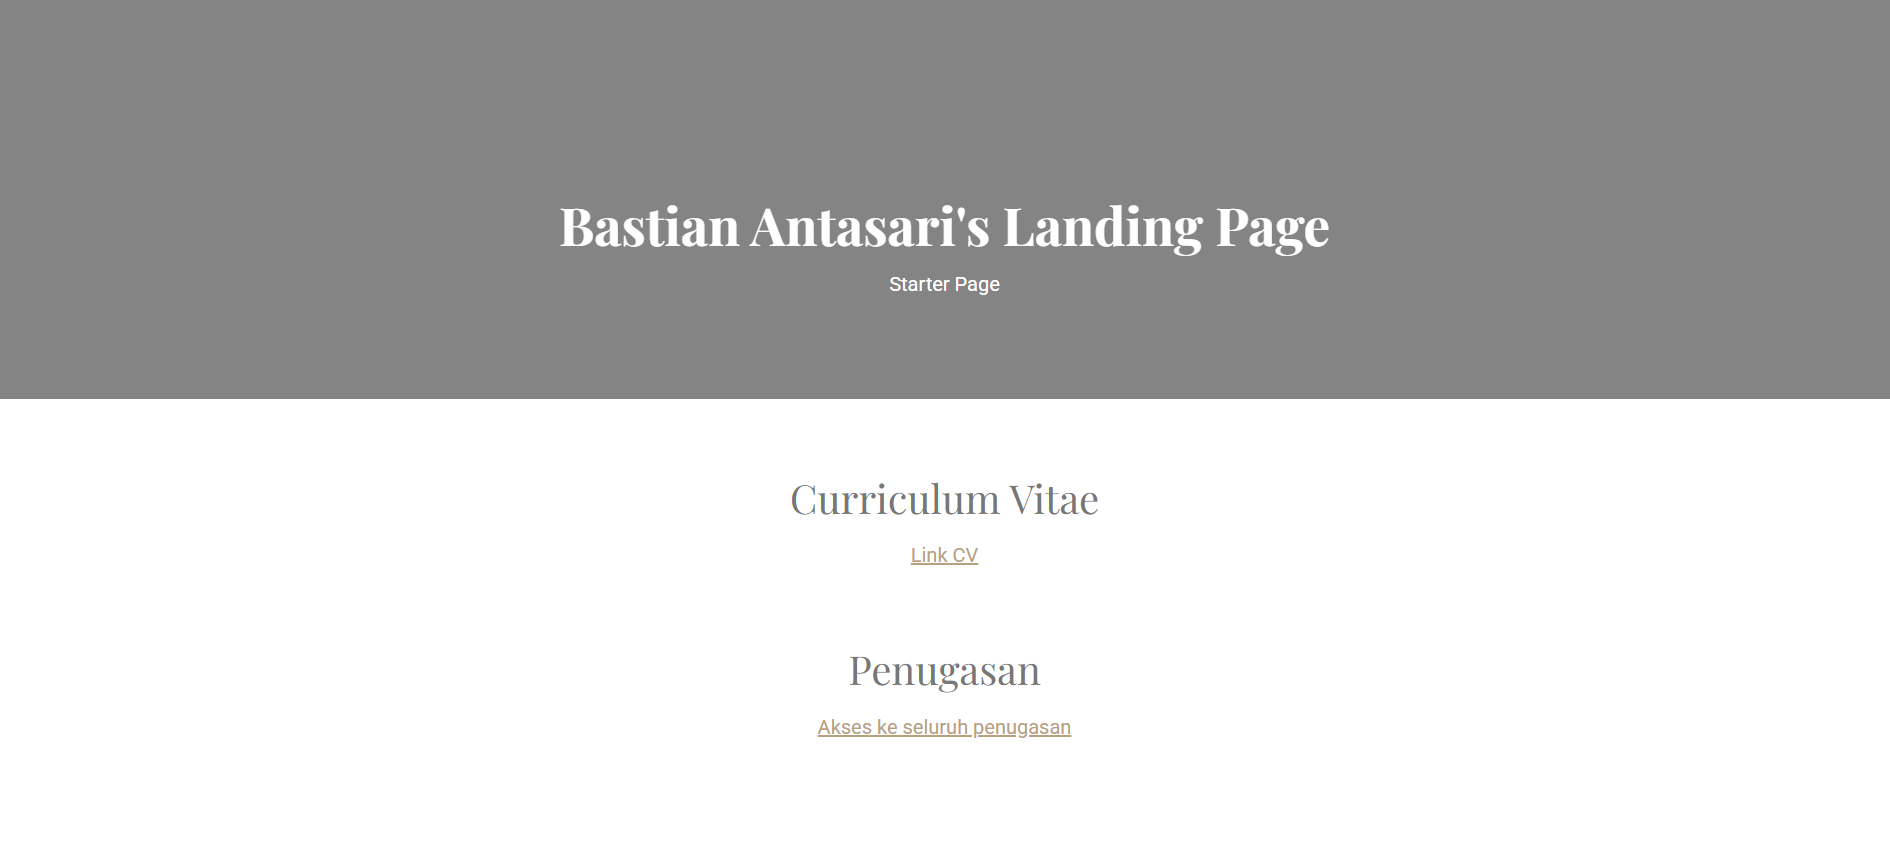 Bastian Antasari's Landing Page
Starter Page
Curriculum Vitae
Link CV
Penugasan
Akses ke seluruh penugasan